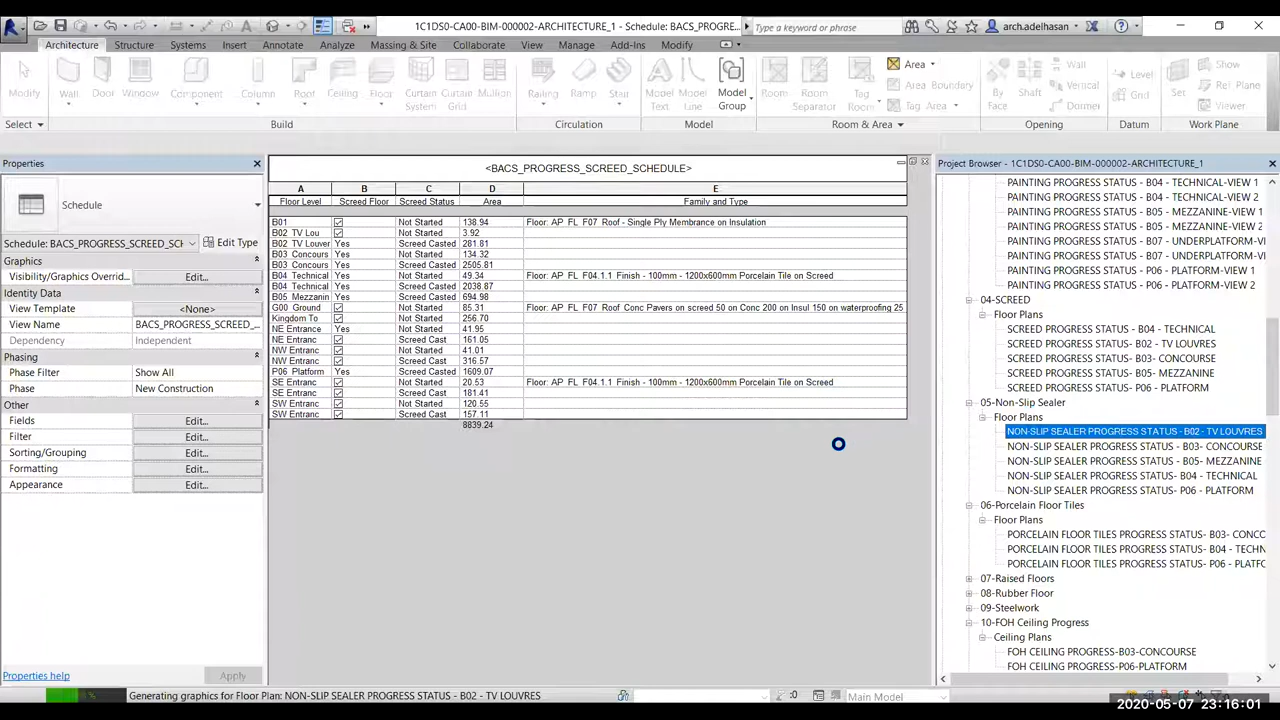 1C1DS0-CA00-BIM-000002-ARCHITECTURE_1 - Schedule: BACS_PROGRE...
Type a keyword or phrase
arch.adelhasan
Architecture Structure Systems Insert Annotate Analyze Massing & Site Collaborate View Manage Add-Ins Modify
Modify Wall Door Window Component Column Roof Ceiling Floor Curtain System Curtain Grid Mullion Railing Ramp Stair Model Text Model Line Model Group Room Room Separator Tag Room
Area
Area Boundary
Tag Area
By Face Shaft
Wall
Vertical
Dormer
Level
Grid
Set
Show
Ref Plane
Viewer
Select Build Circulation Model Room & Area Opening Datum Work Plane
Properties
Schedule
Schedule: BACS_PROGRESS_SCREED_SCH Edit Type
Graphics
Visibility/Graphics Overrid... Edit...
Identity Data
View Template <None>
View Name BACS_PROGRESS_SCREED_...
Dependency Independent
Phasing
Phase Filter Show All
Phase New Construction
Other
Fields Edit...
Filter Edit...
Sorting/Grouping Edit...
Formatting Edit...
Appearance Edit...
Properties help Apply
<BACS_PROGRESS_SCREED_SCHEDULE>
A B C D E
Floor Level Screed Floor Screed Status Area Family and Type
B01 Not Started 138.94 Floor: AP_FL_F07_Roof - Single Ply Membrance on Insulation
B02 TV Lou Not Started 3.92
B02 TV Louver Yes Screed Casted 281.81
B03 Concours Yes Not Started 134.32
B03 Concours Yes Screed Casted 2505.81
B04 Technical Yes Not Started 49.34 Floor: AP_FL_F04.1.1_Finish - 100mm - 1200x600mm Porcelain Tile on Screed
B04 Technical Yes Screed Casted 2038.87
B05 Mezzanin Yes Screed Casted 694.98
G00 Ground Not Started 85.31 Floor: AP_FL_F07_Roof_Conc Pavers on screed 50 on Conc 200 on Insul 150 on waterproofing 25
Kingdom To Not Started 256.70
NE Entrance Yes Not Started 41.95
NE Entranc Screed Cast 161.05
NW Entranc Not Started 41.01
NW Entranc Screed Cast 316.57
P06 Platform Yes Screed Casted 1609.07
SE Entranc Not Started 20.53 Floor: AP_FL_F04.1.1_Finish - 100mm - 1200x600mm Porcelain Tile on Screed
SE Entranc Screed Cast 181.41
SW Entranc Not Started 120.55
SW Entranc Screed Cast 157.11
8839.24
Project Browser - 1C1DS0-CA00-BIM-000002-ARCHITECTURE_1
PAINTING PROGRESS STATUS - B04 - TECHNICAL-VIEW 1
PAINTING PROGRESS STATUS - B04 - TECHNICAL-VIEW 2
PAINTING PROGRESS STATUS - B05 - MEZZANINE-VIEW 1
PAINTING PROGRESS STATUS - B05 - MEZZANINE-VIEW 2
PAINTING PROGRESS STATUS - B07 - UNDERPLATFORM-VI
PAINTING PROGRESS STATUS - B07 - UNDERPLATFORM-VI
PAINTING PROGRESS STATUS - P06 - PLATFORM-VIEW 1
PAINTING PROGRESS STATUS - P06 - PLATFORM-VIEW 2
04-SCREED
Floor Plans
SCREED PROGRESS STATUS - B04 - TECHNICAL
SCREED PROGRESS STATUS - B02 - TV LOUVRES
SCREED PROGRESS STATUS - B03- CONCOURSE
SCREED PROGRESS STATUS - B05- MEZZANINE
SCREED PROGRESS STATUS - P06 - PLATFORM
05-Non-Slip Sealer
Floor Plans
NON-SLIP SEALER PROGRESS STATUS - B02 - TV LOUVRES
NON-SLIP SEALER PROGRESS STATUS - B03- CONCOURSE
NON-SLIP SEALER PROGRESS STATUS - B05- MEZZANINE
NON-SLIP SEALER PROGRESS STATUS- B04 - TECHNICAL
NON-SLIP SEALER PROGRESS STATUS- P06 - PLATFORM
06-Porcelain Floor Tiles
Floor Plans
PORCELAIN FLOOR TILES PROGRESS STATUS- B03- CONCO
PORCELAIN FLOOR TILES PROGRESS STATUS- B04 - TECHN
PORCELAIN FLOOR TILES PROGRESS STATUS- P06 - PLATFC
07-Raised Floors
08-Rubber Floor
09-Steelwork
10-FOH Ceiling Progress
Ceiling Plans
FOH CEILING PROGRESS-B03-CONCOURSE
FOH CEILING PROGRESS-P06-PLATFORM
Generating graphics for Floor Plan: NON-SLIP SEALER PROGRESS STATUS - B02 - TV LOUVRES
:0
Main Model
2020-05-07 23:16:01